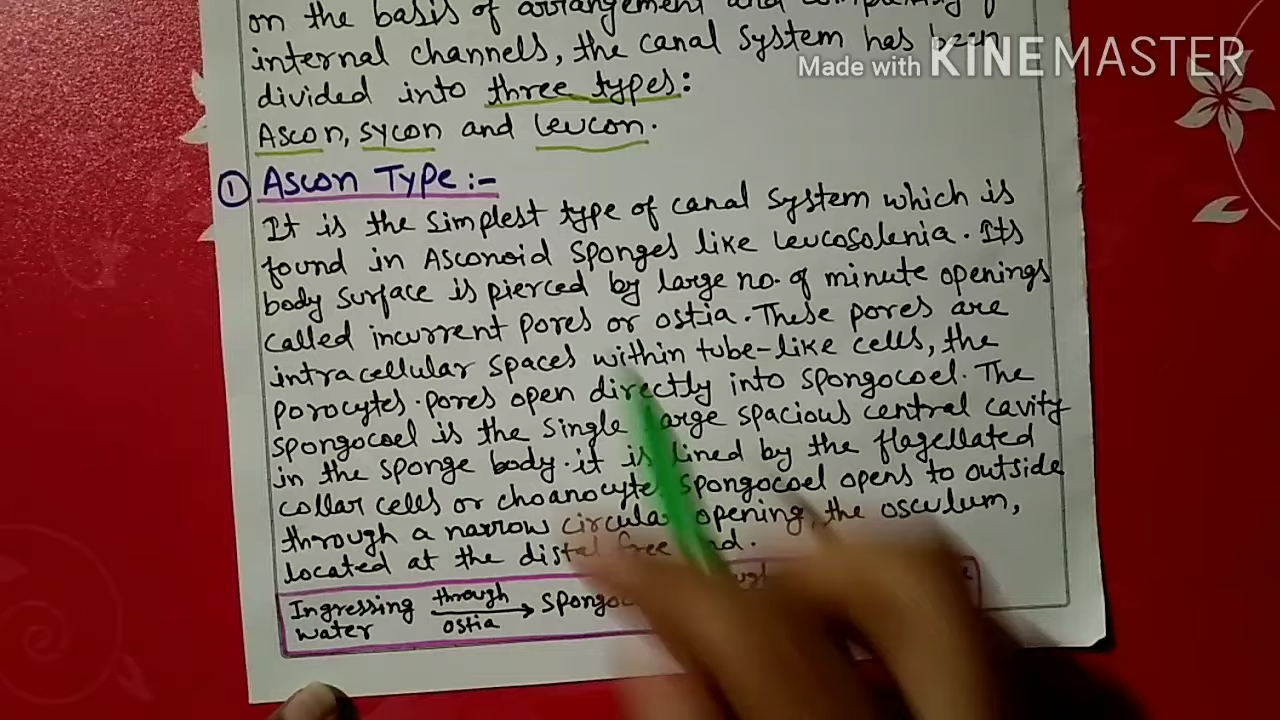 on the basis of arrangement and complexity of
internal channels, the canal system has been
divided into three types:
Ascon, sycon and leucon.
① Ascon Type :-
It is the simplest type of canal system which is
found in Asconoid sponges like leucosolenia. Its
body surface is pierced by large no. of minute openings
called incurrent pores or ostia. These pores are
intracellular spaces within tube-like cells, the
porocytes. pores open directly into spongocoel. The
spongocoel is the single large spacious central cavity
in the sponge body. it is lined by the flagellated
collar cells or choanocyte spongocoel opens to outside
through a narrow circular opening, the osculum,
located at the distal free end.
Ingressing water through ostia → 
Made with KINEMASTER